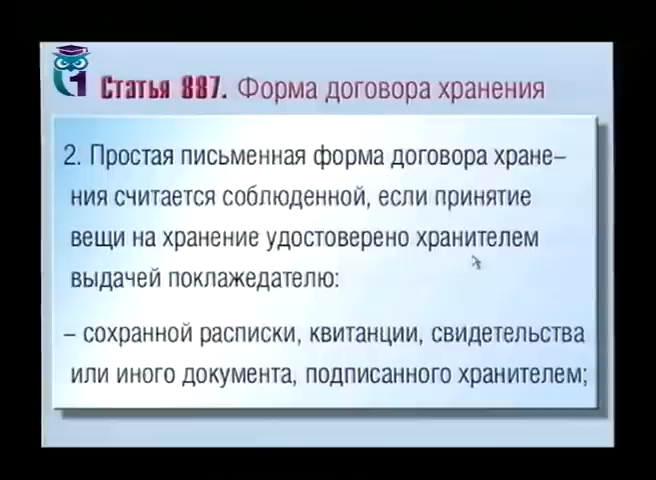 1
Статья 887. Форма договора хранения
2. Простая письменная форма договора хране–
ния считается соблюденной, если принятие
вещи на хранение удостоверено хранителем
выдачей поклажедателю:
– сохранной расписки, квитанции, свидетельства
или иного документа, подписанного хранителем;